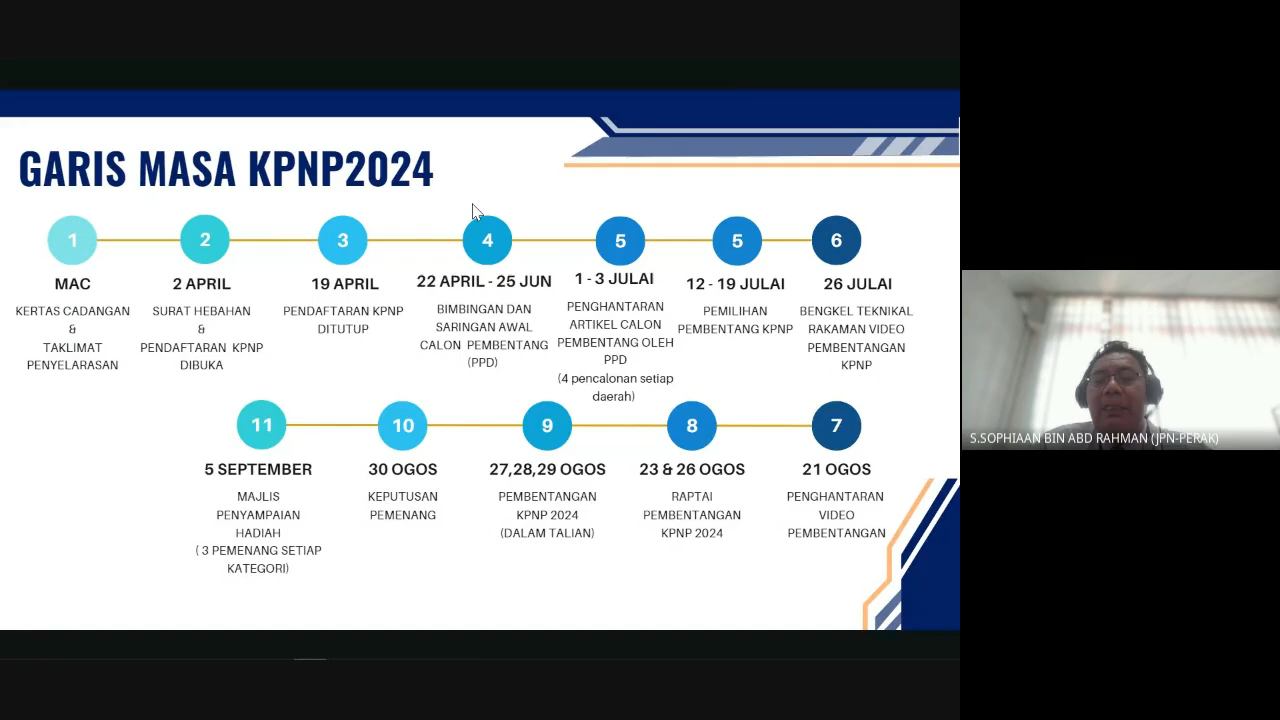 GARIS MASA KPNP2024
1
MAC
KERTAS CADANGAN
&
TAKLIMAT
PENYELARASAN
2
2 APRIL
SURAT HEBAHAN
&
PENDAFTARAN KPNP
DIBUKA
3
19 APRIL
PENDAFTARAN KPNP
DITUTUP
4
22 APRIL - 25 JUN
BIMBINGAN DAN
SARINGAN AWAL
CALON PEMBENTANG
(PPD)
5
1 - 3 JULAI
PENGHANTARAN
ARTIKEL CALON
PEMBENTANG OLEH
PPD
(4 pencalonan setiap
daerah)
5
12 - 19 JULAI
PEMILIHAN
PEMBENTANG KPNP
6
26 JULAI
BENGKEL TEKNIKAL
RAKAMAN VIDEO
PEMBENTANGAN
KPNP
11
5 SEPTEMBER
MAJLIS
PENYAMPAIAN
HADIAH
( 3 PEMENANG SETIAP
KATEGORI)
10
30 OGOS
KEPUTUSAN
PEMENANG
9
27,28,29 OGOS
PEMBENTANGAN
KPNP 2024
(DALAM TALIAN)
8
23 & 26 OGOS
RAPTAI
PEMBENTANGAN
KPNP 2024
7
21 OGOS
PENGHANTARAN
VIDEO
PEMBENTANGAN
S.SOPHIAAN BIN ABD RAHMAN (JPN-PERAK)